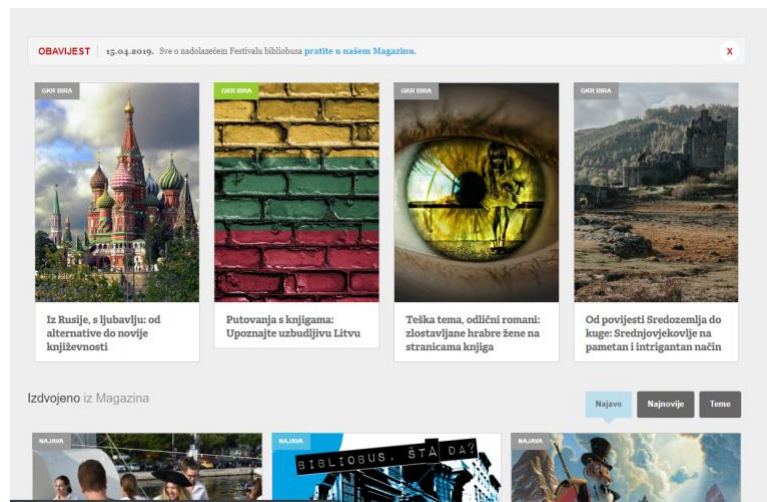 OBAVIJEST 15.04.2019. Sve o nadolazećem Festivalu bibliobusa pratite u našem Magazinu. X
GKR BIRA
GKR BIRA
GKR BIRA
GKR BIRA
Iz Rusije, s ljubavlju: od
alternative do novije
književnosti
Putovanja s knjigama:
Upoznajte uzbudljivu Litvu
Teška tema, odlični romani:
zlostavljane hrabre žene na
stranicama knjiga
Od povijesti Sredozemlja do
kuge: Srednjovjekovlje na
pametan i intrigantan način
Izdvojeno iz Magazina
Najave
Najnovije
Teme
NAJAVA
NAJAVA
NAJAVA
BIBLIOBUS, ŠTA DA?